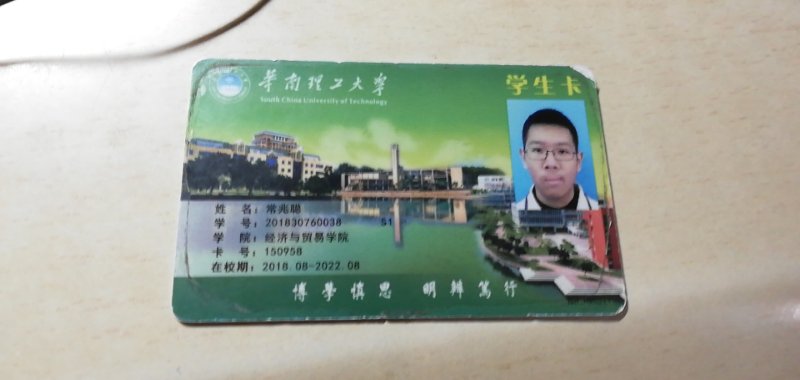 華南理工大學
South China University of Technology
学生卡
姓 名：常兆聪
学 号：201830760038 S1
学 院：经济与贸易学院
卡 号：150958
在校期：2018.08-2022.08
博學慎思 明辨篤行